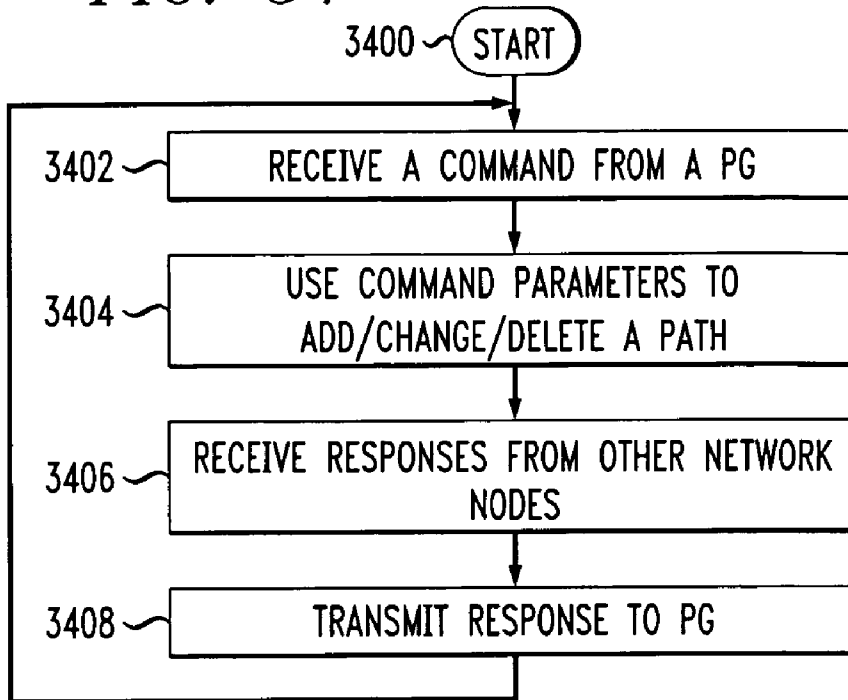 3400 START
3402 RECEIVE A COMMAND FROM A PG
3404 USE COMMAND PARAMETERS TO
ADD/CHANGE/DELETE A PATH
3406 RECEIVE RESPONSES FROM OTHER NETWORK
NODES
3408 TRANSMIT RESPONSE TO PG